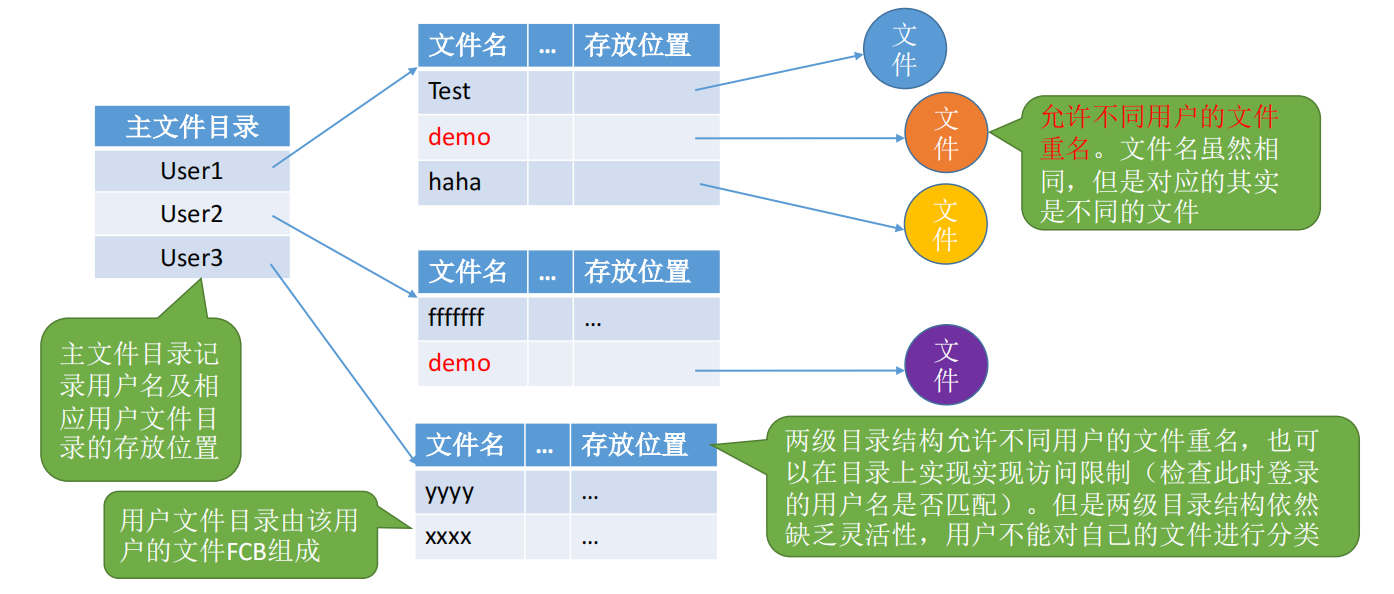 主文件目录
User1
User2
User3
主文件目录记
录用户名及相
应用户文件目
录的存放位置
文件名 … 存放位置
Test
demo
haha
文
件
文
件
文
件
允许不同用户的文件
重名。文件名虽然相
同，但是对应的其实
是不同的文件
文件名 … 存放位置
fffffff …
demo
文
件
文件名 … 存放位置
yyyy …
xxxx …
用户文件目录由该用
户的文件FCB组成
两级目录结构允许不同用户的文件重名，也可
以在目录上实现实现访问限制（检查此时登录
的用户名是否匹配）。但是两级目录结构依然
缺乏灵活性，用户不能对自己的文件进行分类